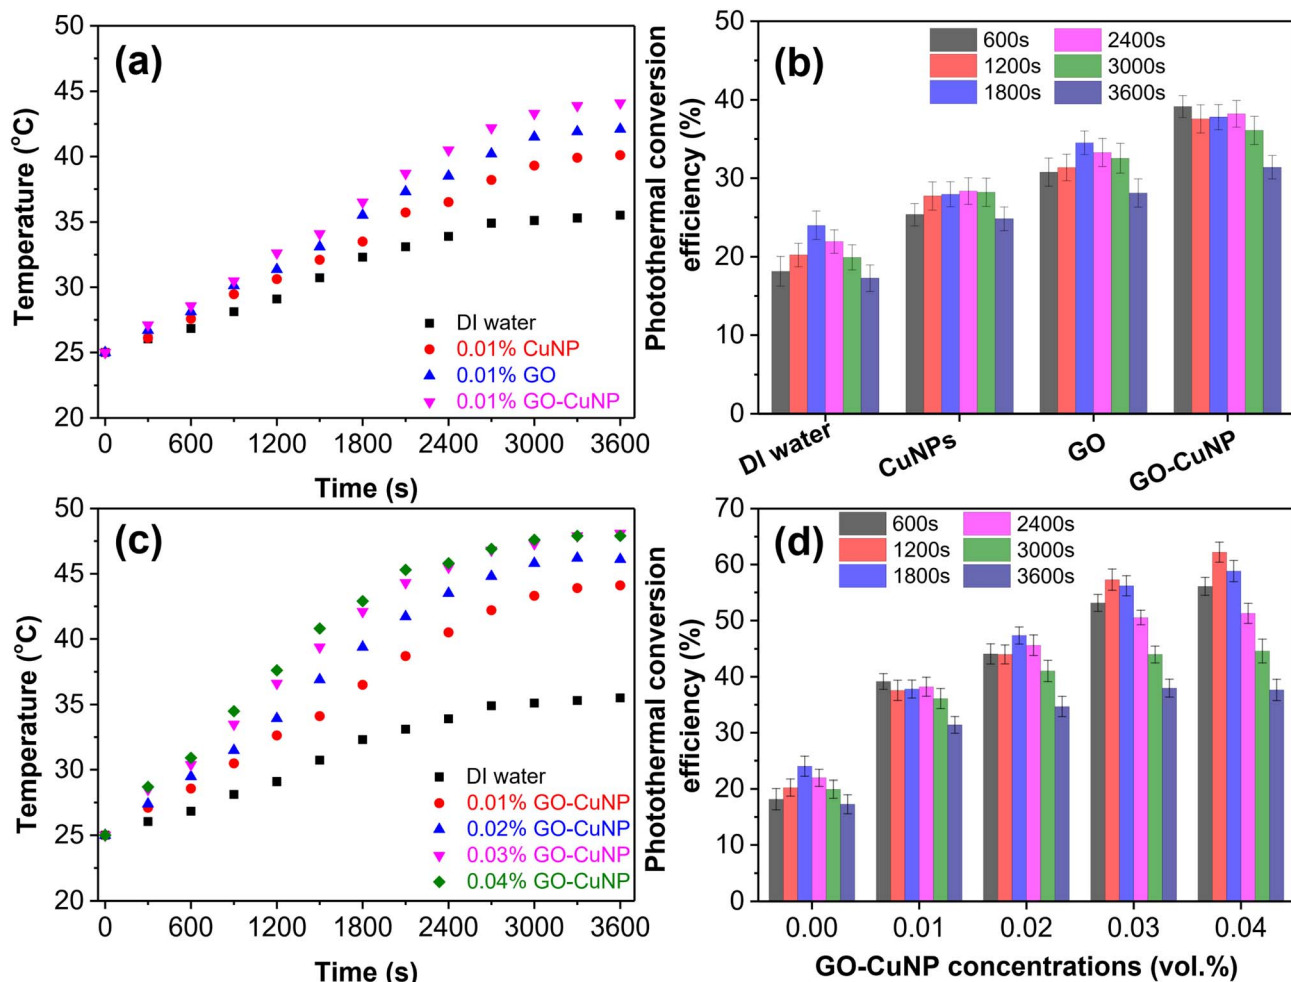 (a)
50
45
40
35
30
25
20
Temperature (°C)
DI water
0.01% CuNP
0.01% GO
0.01% GO-CuNP
0 600 1200 1800 2400 3000 3600
Time (s)
(b)
50
40
30
20
10
0
Photothermal conversion
efficiency (%)
600s 2400s
1200s 3000s
1800s 3600s
DI water CuNPs GO GO-CuNP
(c)
50
45
40
35
30
25
20
Temperature (°C)
DI water
0.01% GO-CuNP
0.02% GO-CuNP
0.03% GO-CuNP
0.04% GO-CuNP
0 600 1200 1800 2400 3000 3600
Time (s)
(d)
70
60
50
40
30
20
10
0
Photothermal conversion
efficiency (%)
600s 2400s
1200s 3000s
1800s 3600s
0.00 0.01 0.02 0.03 0.04
GO-CuNP concentrations (vol.%)